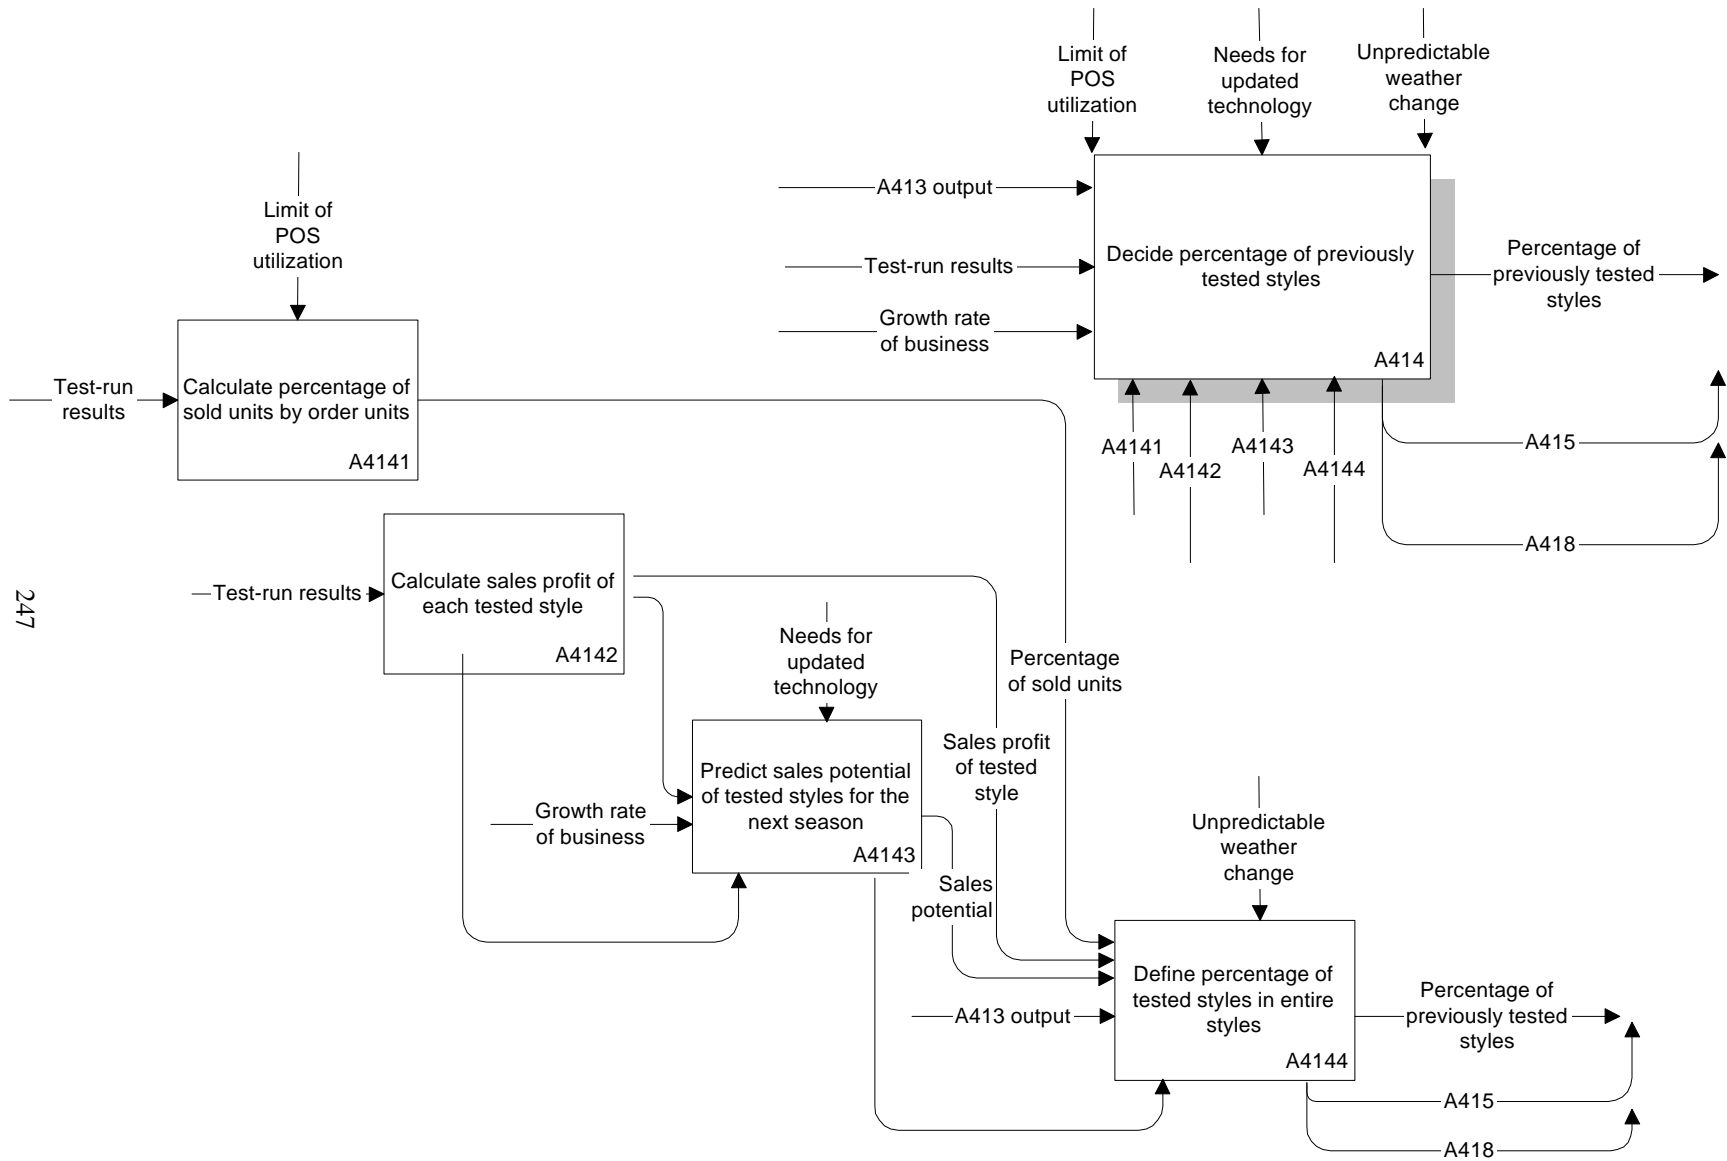 Limit of
POS
utilization
Needs for
updated
technology
Unpredictable
weather
change
A413 output
Test-run results
Growth rate
of business
Decide percentage of previously
tested styles
A414
Percentage of
previously tested
styles
A4141
A4142
A4143
A4144
A415
A418
Limit of
POS
utilization
Test-run
results
Calculate percentage of
sold units by order units
A4141
Test-run results
Calculate sales profit of
each tested style
A4142
Needs for
updated
technology
Growth rate
of business
Predict sales potential
of tested styles for the
next season
A4143
Percentage
of sold units
Sales profit
of tested
style
Sales
potential
Unpredictable
weather
change
A413 output
Define percentage of
tested styles in entire
styles
A4144
Percentage of
previously tested
styles
A415
A418
247